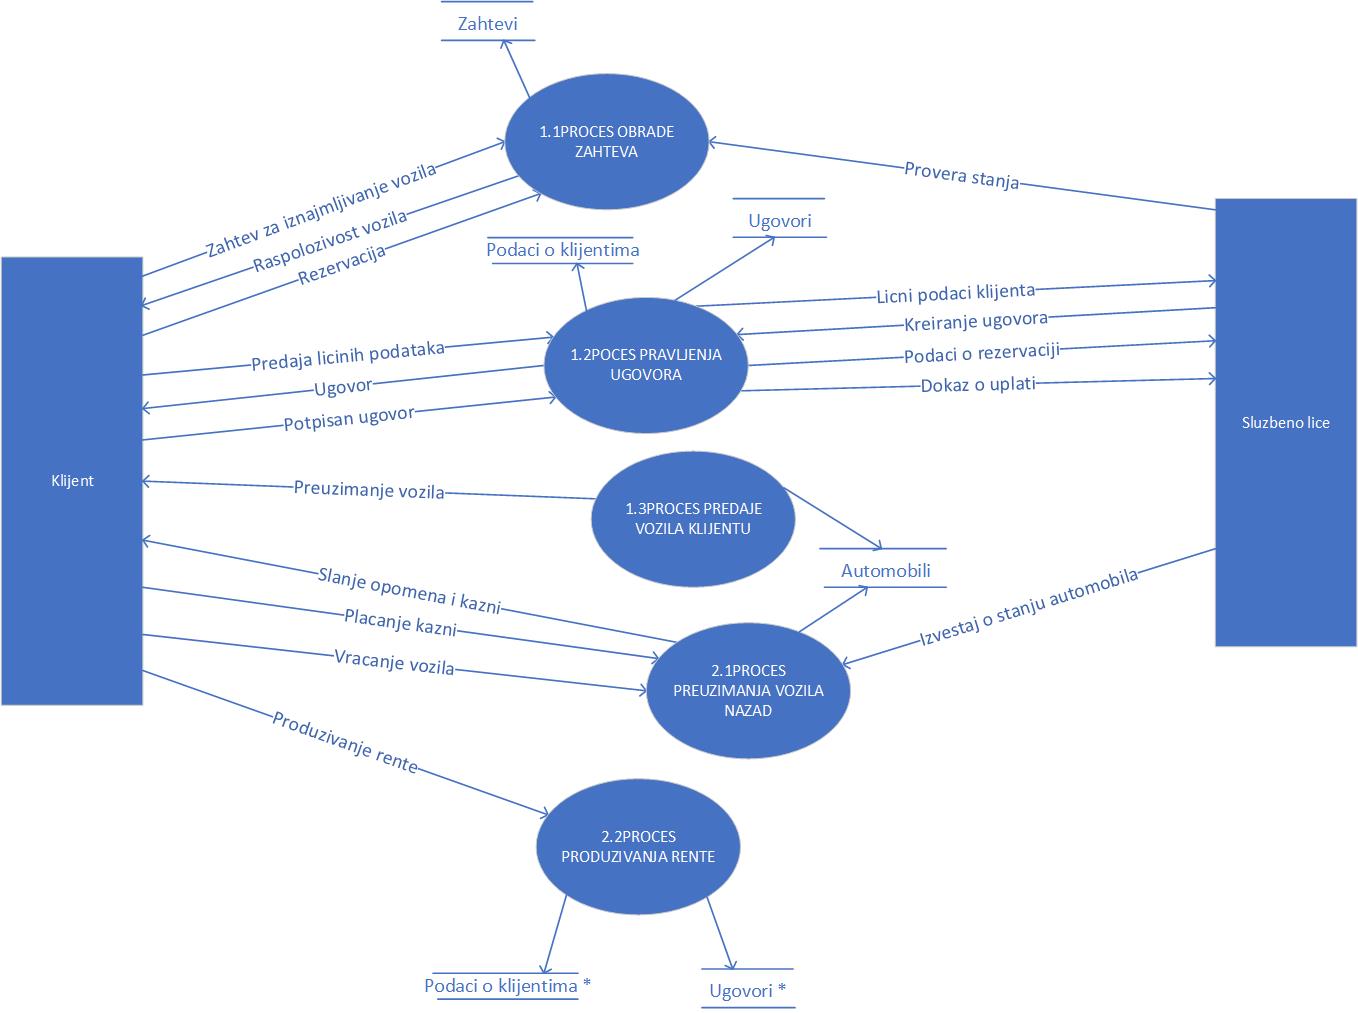 Zahtevi
1.1PROCES OBRADE
ZAHTEVA
Zahtev za iznajmljivanje vozila
Raspolozivost vozila
Rezervacija
Provera stanja
Ugovori
Podaci o klijentima
Licni podaci klijenta
Kreiranje ugovora
Podaci o rezervaciji
Dokaz o uplati
Predaja licinih podataka
Ugovor
Potpisan ugovor
1.2POCES PRAVLJENJA
UGOVORA
Sluzbeno lice
Klijent
Preuzimanje vozila
1.3PROCES PREDAJE
VOZILA KLIJENTU
Automobili
Slanje opomena i kazni
Placanje kazni
Vracanje vozila
Izvestaj o stanju automobila
2.1PROCES
PREUZIMANJA VOZILA
NAZAD
Produzivanje rente
2.2PROCES
PRODUZIVANJA RENTE
Podaci o klijentima *
Ugovori *